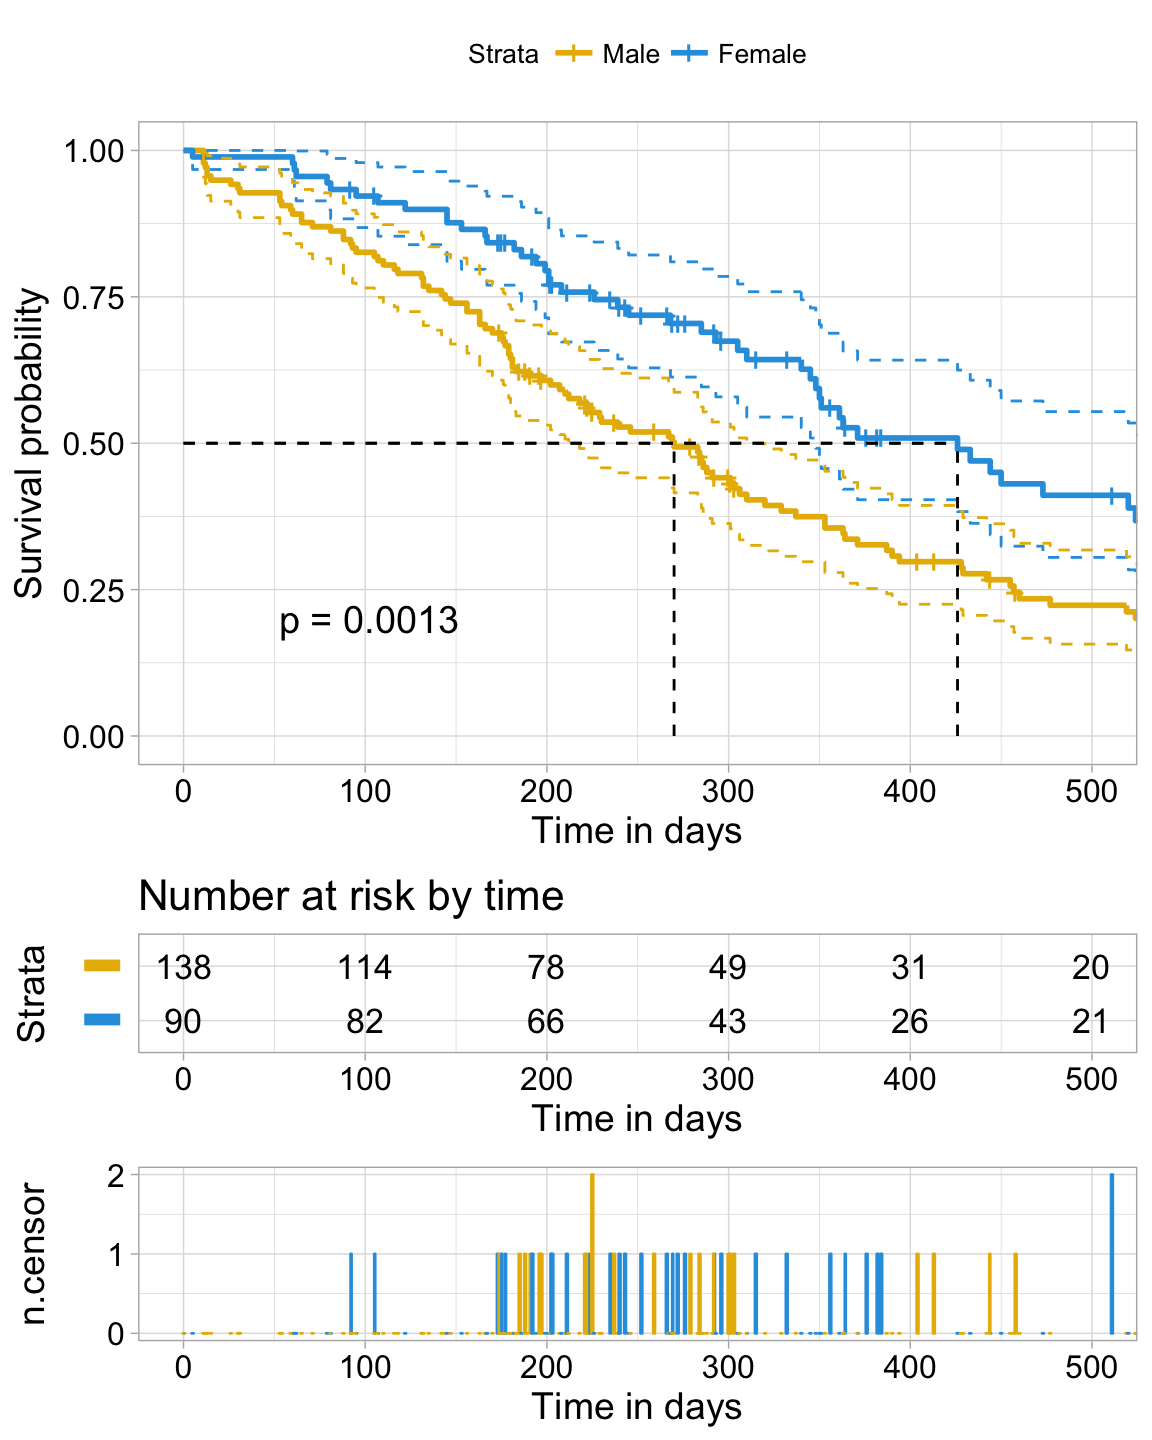 Strata Male Female
Survival probability
1.00
0.75
0.50
0.25
0.00
p = 0.0013
0 100 200 300 400 500
Time in days
Number at risk by time
Strata
138 114 78 49 31 20
90 82 66 43 26 21
0 100 200 300 400 500
Time in days
n.censor
2
1
0
0 100 200 300 400 500
Time in days